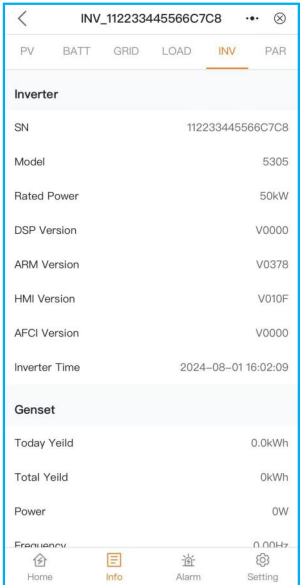 INV_112233445566C7C8
PV BATT GRID LOAD INV PAR
Inverter
SN 112233445566C7C8
Model 5305
Rated Power 50kW
DSP Version V0000
ARM Version V0378
HMI Version V010F
AFCI Version V0000
Inverter Time 2024-08-01 16:02:09
Genset
Today Yeild 0.0kWh
Total Yeild 0kWh
Power 0W
Frequency 0.00Hz
Home Info Alarm Setting